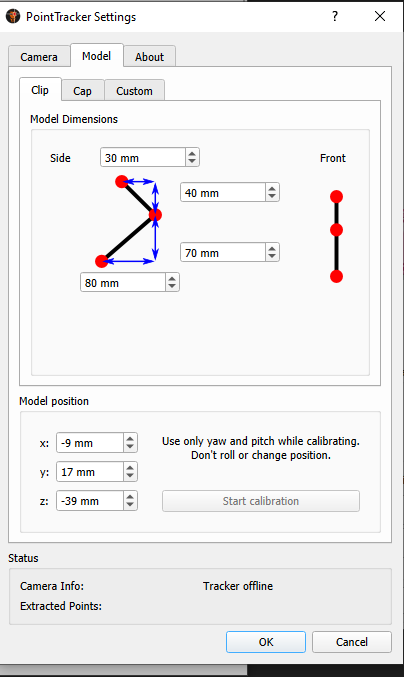 PointTracker Settings
Camera
Model
About
Clip
Cap
Custom
Model Dimensions
Side
30 mm
Front
40 mm
70 mm
80 mm
Model position
x: -9 mm
Use only yaw and pitch while calibrating.
Don't roll or change position.
y: 17 mm
z: -39 mm
Start calibration
Status
Camera Info:
Tracker offline
Extracted Points:
OK
Cancel